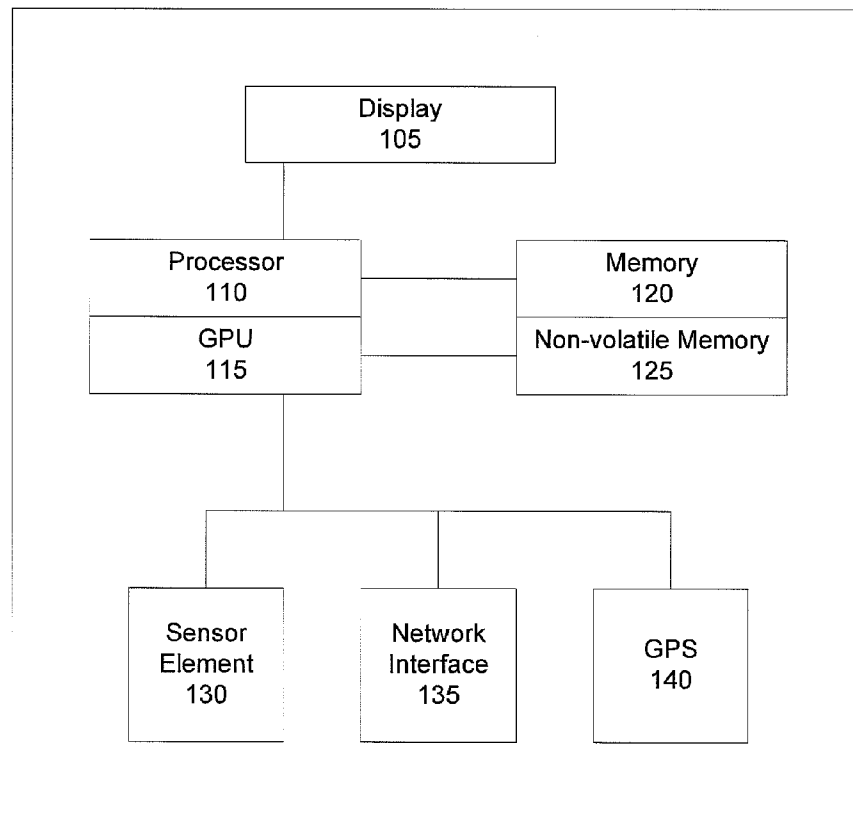 Display
105
Processor
110
Memory
120
GPU
115
Non-volatile Memory
125
Sensor
Element
130
Network
Interface
135
GPS
140